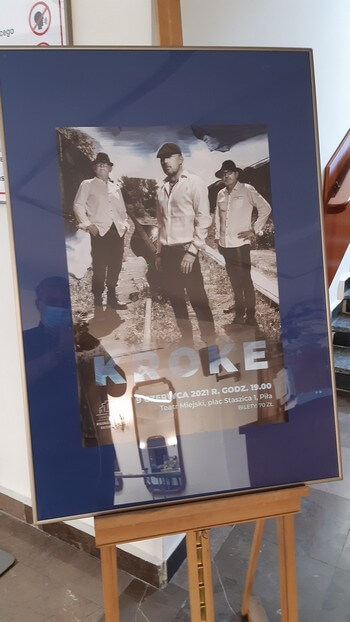 KROKE
CZERWCA 2021 R. GODZ. 19.00
Teatr Miejski, plac Staszica 1, Piła
BILETY: 70 ZŁ